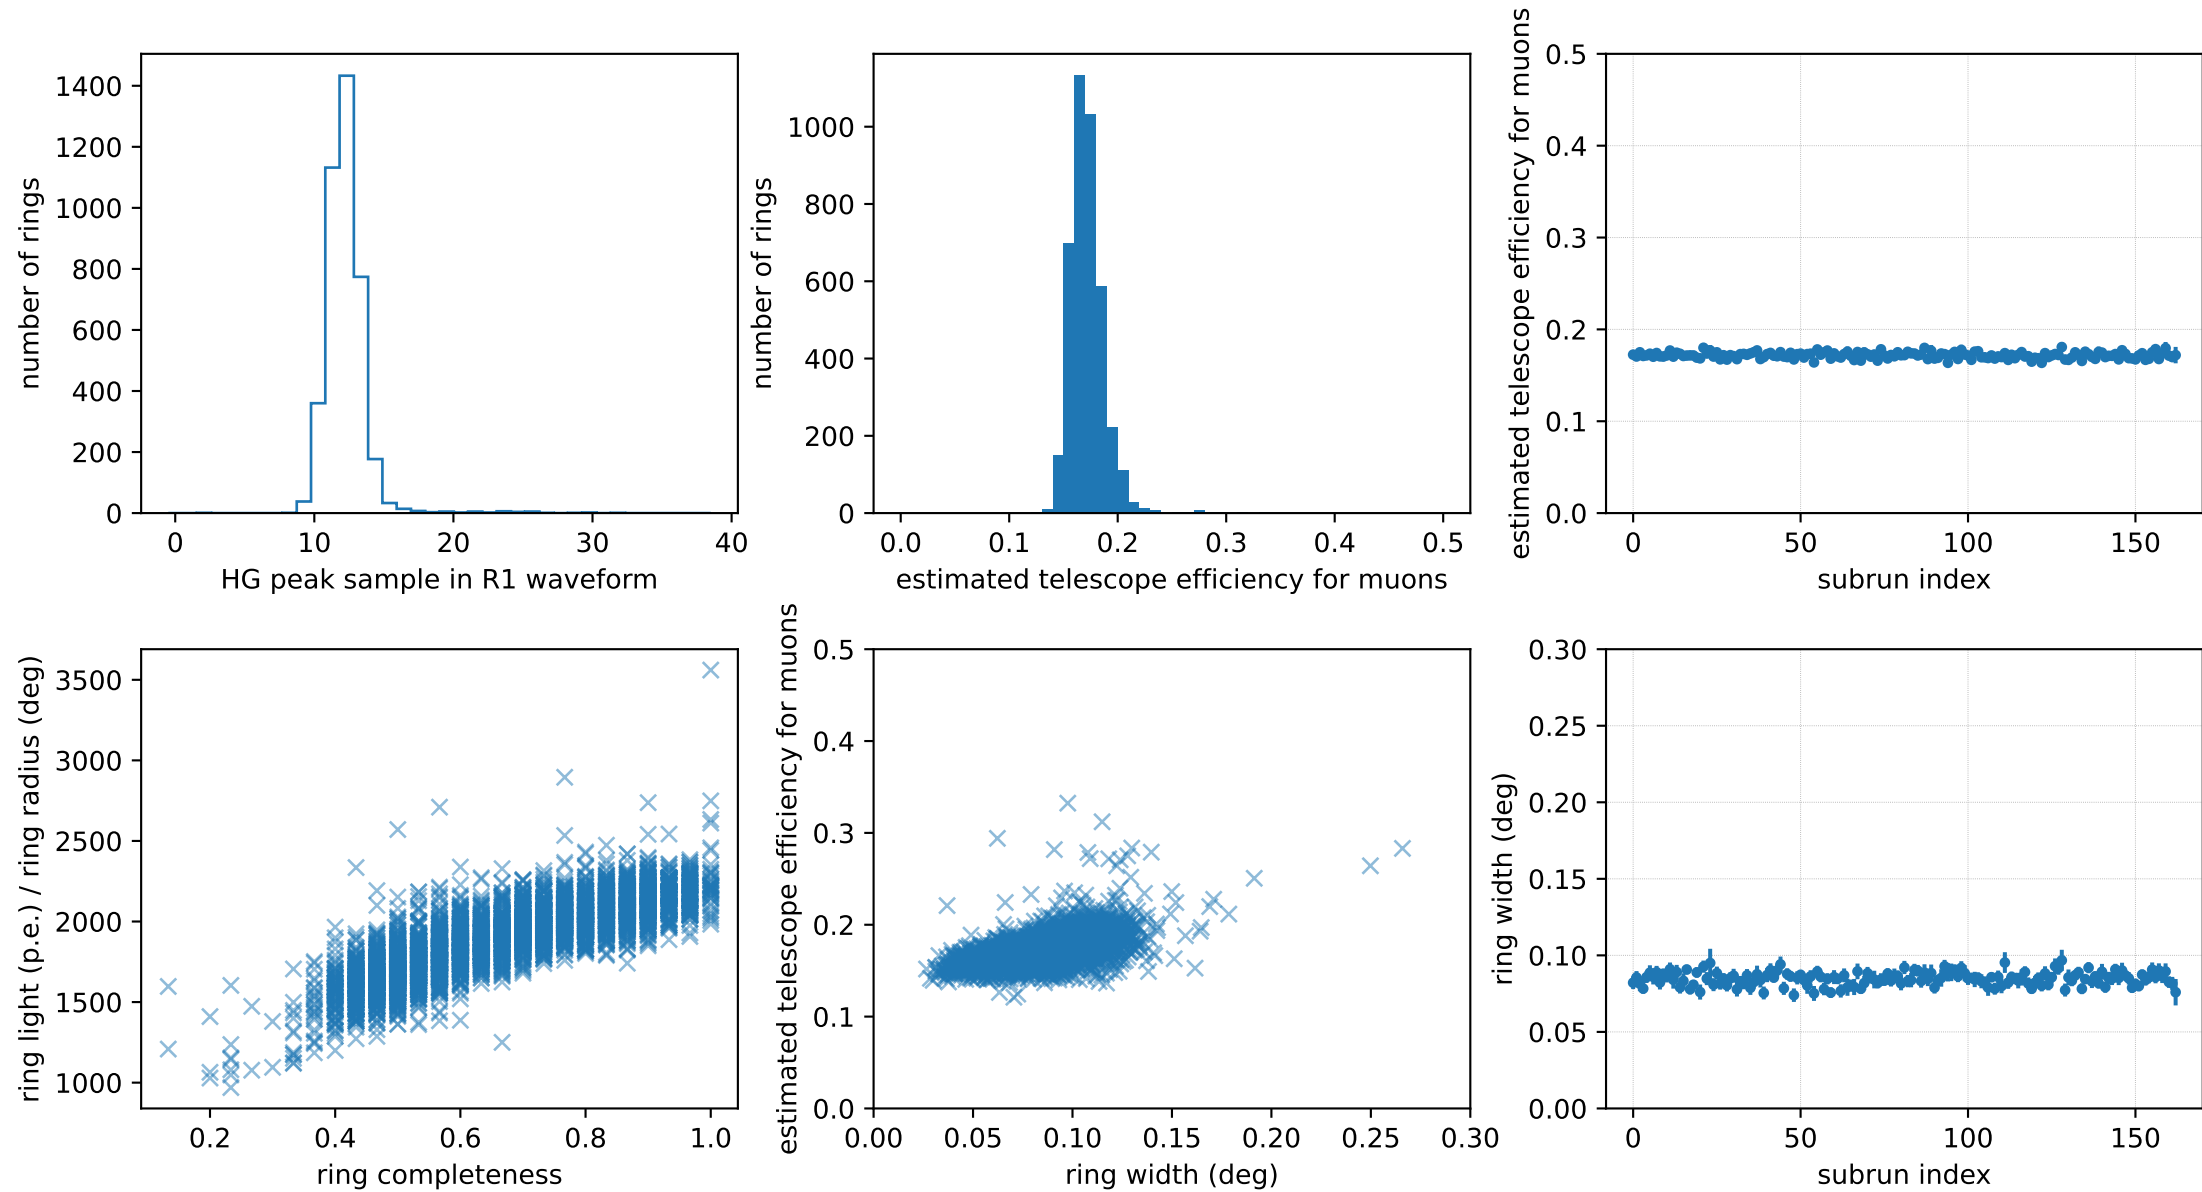 number of rings
1400
1200
1000
800
600
400
200
0
0 10 20 30 40
HG peak sample in R1 waveform
number of rings
1000
800
600
400
200
0
0.0 0.1 0.2 0.3 0.4 0.5
estimated telescope efficiency for muons
estimated telescope efficiency for muons
0.5
0.4
0.3
0.2
0.1
0.0
0 50 100 150
subrun index
ring light (p.e.) / ring radius (deg)
3500
3000
2500
2000
1500
1000
0.2 0.4 0.6 0.8 1.0
ring completeness
estimated telescope efficiency for muons
0.5
0.4
0.3
0.2
0.1
0.0
0.00 0.05 0.10 0.15 0.20 0.25 0.30
ring width (deg)
ring width (deg)
0.30
0.25
0.20
0.15
0.10
0.05
0.00
0 50 100 150
subrun index